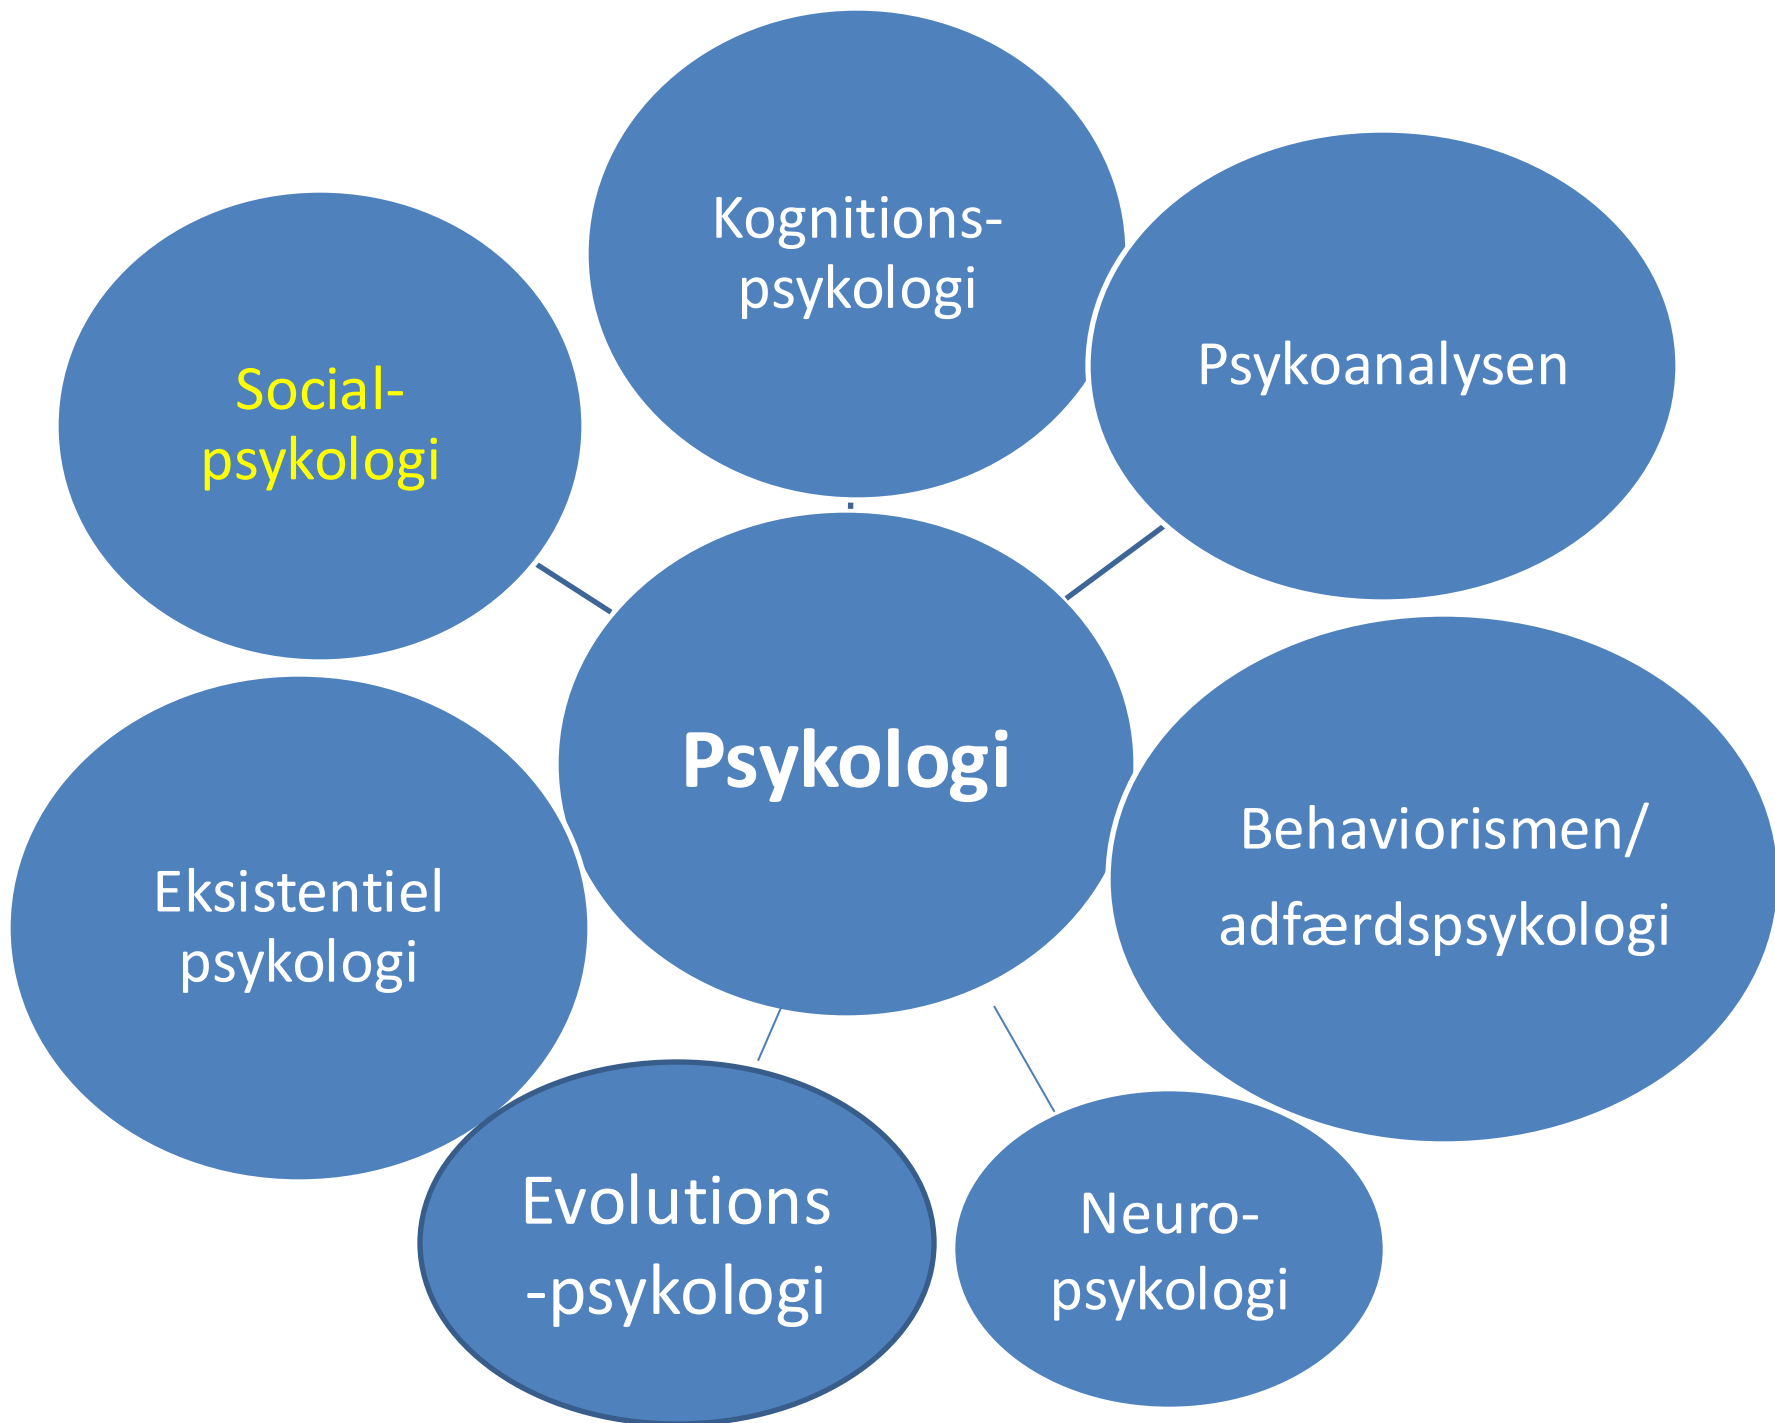 Kognitions-
psykologi
Psykoanalysen
Social-
psykologi
Psykologi
Behaviorismen/
adfærdspsykologi
Eksistentiel
psykologi
Evolutions
-psykologi
Neuro-
psykologi